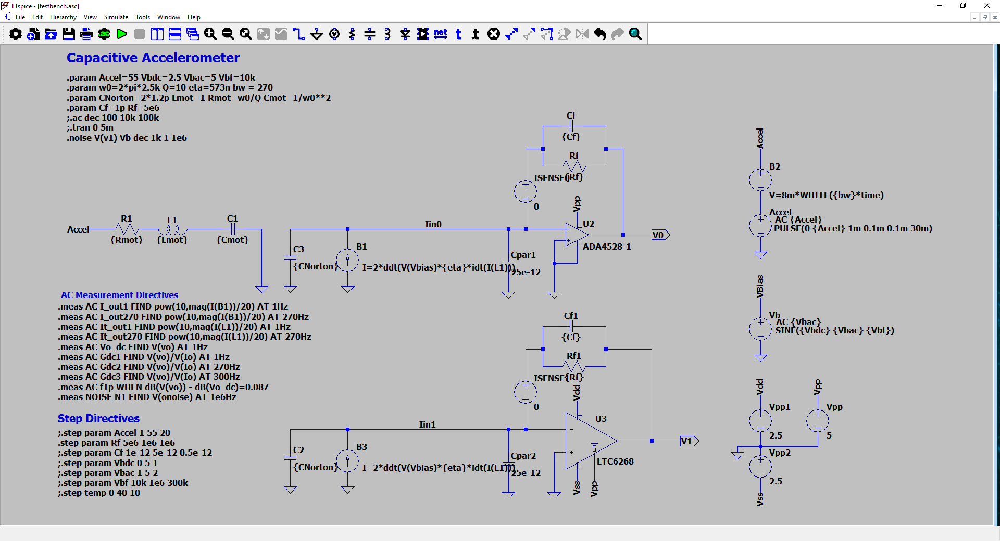 LTspice - [testbench.asc]
File Edit Hierarchy View Simulate Tools Window Help
.ac
net
t
.t
Capacitive Accelerometer
.param Accel=55 Vbdc=2.5 Vbac=5 Vbf=10k
.param w0=2*pi*2.5k Q=10 eta=573n bw = 270
.param CNorton=2*1.2p Lmot=1 Rmot=w0/Q Cmot=1/w0**2
.param Cf=1p Rf=5e6
;.ac dec 100 10k 100k
;.tran 0 5m
.noise V(v1) Vb dec 1k 1 1e6
Cf
{Cf}
Rf
{Rf}
ISENSE0
0
Vpp
U2
ADA4528-1
V0
Accel
R1
{Rmot}
L1
{Lmot}
C1
{Cmot}
Iin0
C3
{CNorton}
B1
I=2*ddt(V(Vbias)*{eta}*idt(I(L1)))
Cpar1
25e-12
Accel
B2
V=8m*WHITE({bw}*time)
Accel
AC {Accel}
PULSE(0 {Accel} 1m 0.1m 0.1m 30m)
VBias
Vb
AC {Vbac}
SINE({Vbdc} {Vbac} {Vbf})
AC Measurement Directives
.meas AC I_out1 FIND pow(10,mag(I(B1))/20) AT 1Hz
.meas AC I_out270 FIND pow(10,mag(I(B1))/20) AT 270Hz
.meas AC It_out1 FIND pow(10,mag(I(L1))/20) AT 1Hz
.meas AC It_out270 FIND pow(10,mag(I(L1))/20) AT 270Hz
.meas AC Vo_dc FIND V(vo) AT 1Hz
.meas AC Gdc1 FIND V(vo)/V(Io) AT 1Hz
.meas AC Gdc2 FIND V(vo)/V(Io) AT 270Hz
.meas AC Gdc3 FIND V(vo)/V(Io) AT 300Hz
.meas AC f1p WHEN dB(V(vo)) - dB(Vo_dc)=0.087
.meas NOISE N1 FIND V(onoise) AT 1e6Hz
Step Directives
;.step param Accel 1 55 20
.step param Rf 5e6 1e6 1e6
;.step param Cf 1e-12 5e-12 0.5e-12
;.step param Vbdc 0 5 1
;.step param Vbac 1 5 2
;.step param Vbf 10k 1e6 300k
;.step temp 0 40 10
Cf1
{Cf}
Rf1
{Rf}
0
Vdd
U3
LTC6268
V1
Iin1
C2
{CNorton}
B3
I=2*ddt(V(Vbias)*{eta}*idt(I(L1)))
Cpar2
25e-12
Vss
Vpp
Vdd
Vpp1
2.5
Vpp
Vpp
5
Vpp2
2.5
Vss